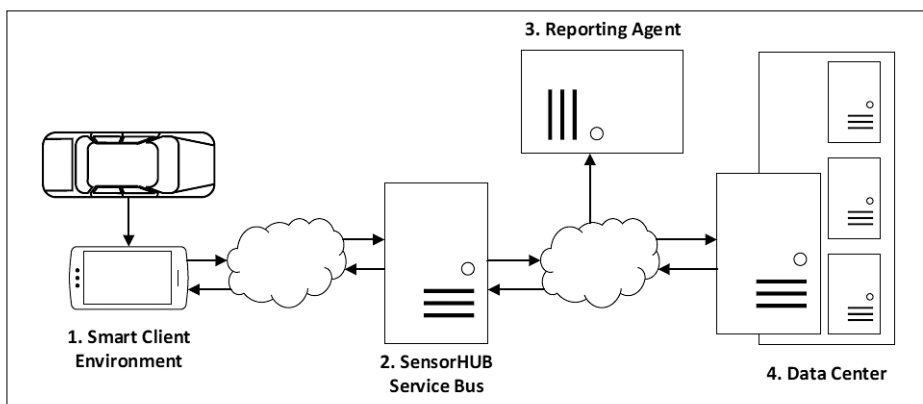 3. Reporting Agent
1. Smart Client
Environment
2. SensorHUB
Service Bus
4. Data Center